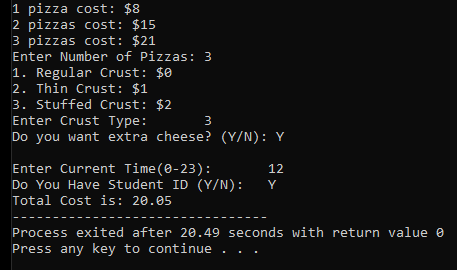 1 pizza cost: $8
2 pizzas cost: $15
3 pizzas cost: $21
Enter Number of Pizzas: 3
1. Regular Crust: $0
2. Thin Crust: $1
3. Stuffed Crust: $2
Enter Crust Type:       3
Do you want extra cheese? (Y/N): Y

Enter Current Time(0-23):       12
Do You Have Student ID (Y/N):   Y
Total Cost is: 20.05
--------------------------------
Process exited after 20.49 seconds with return value 0
Press any key to continue . . .